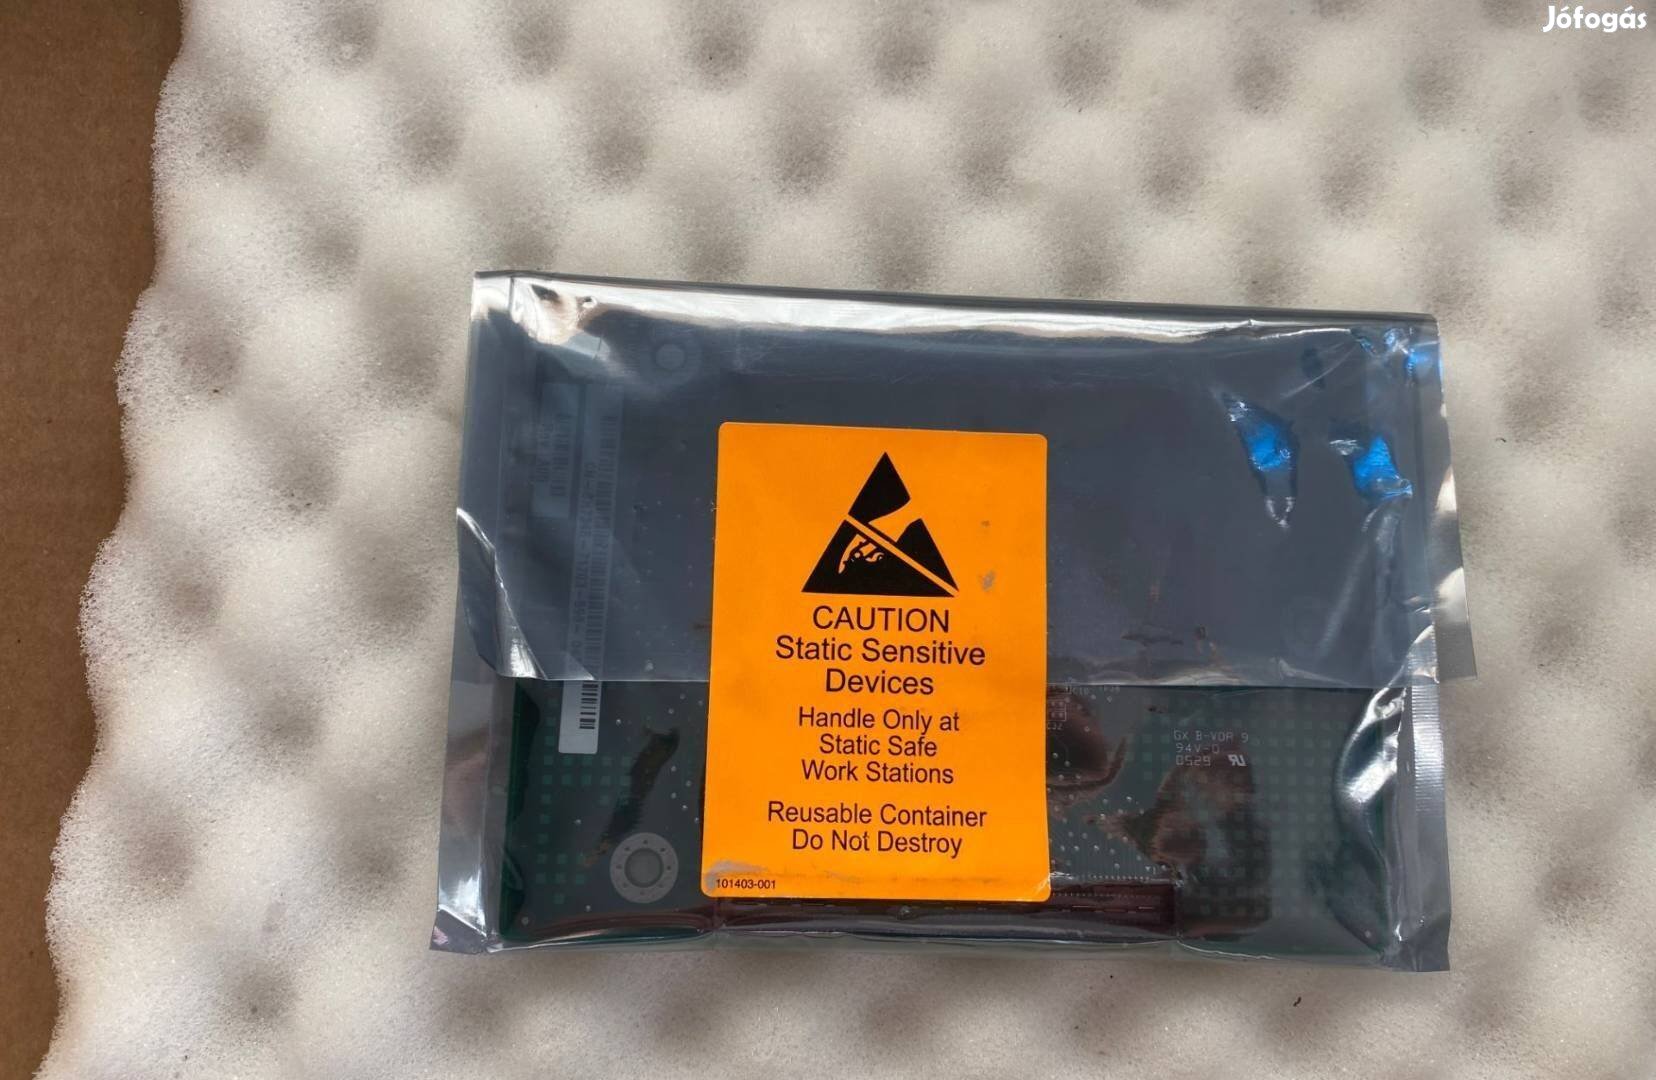 Jófogás
CAUTION
Static Sensitive
Devices
Handle Only at
Static Safe
Work Stations
Reusable Container
Do Not Destroy
101403-001
94V-0
0529